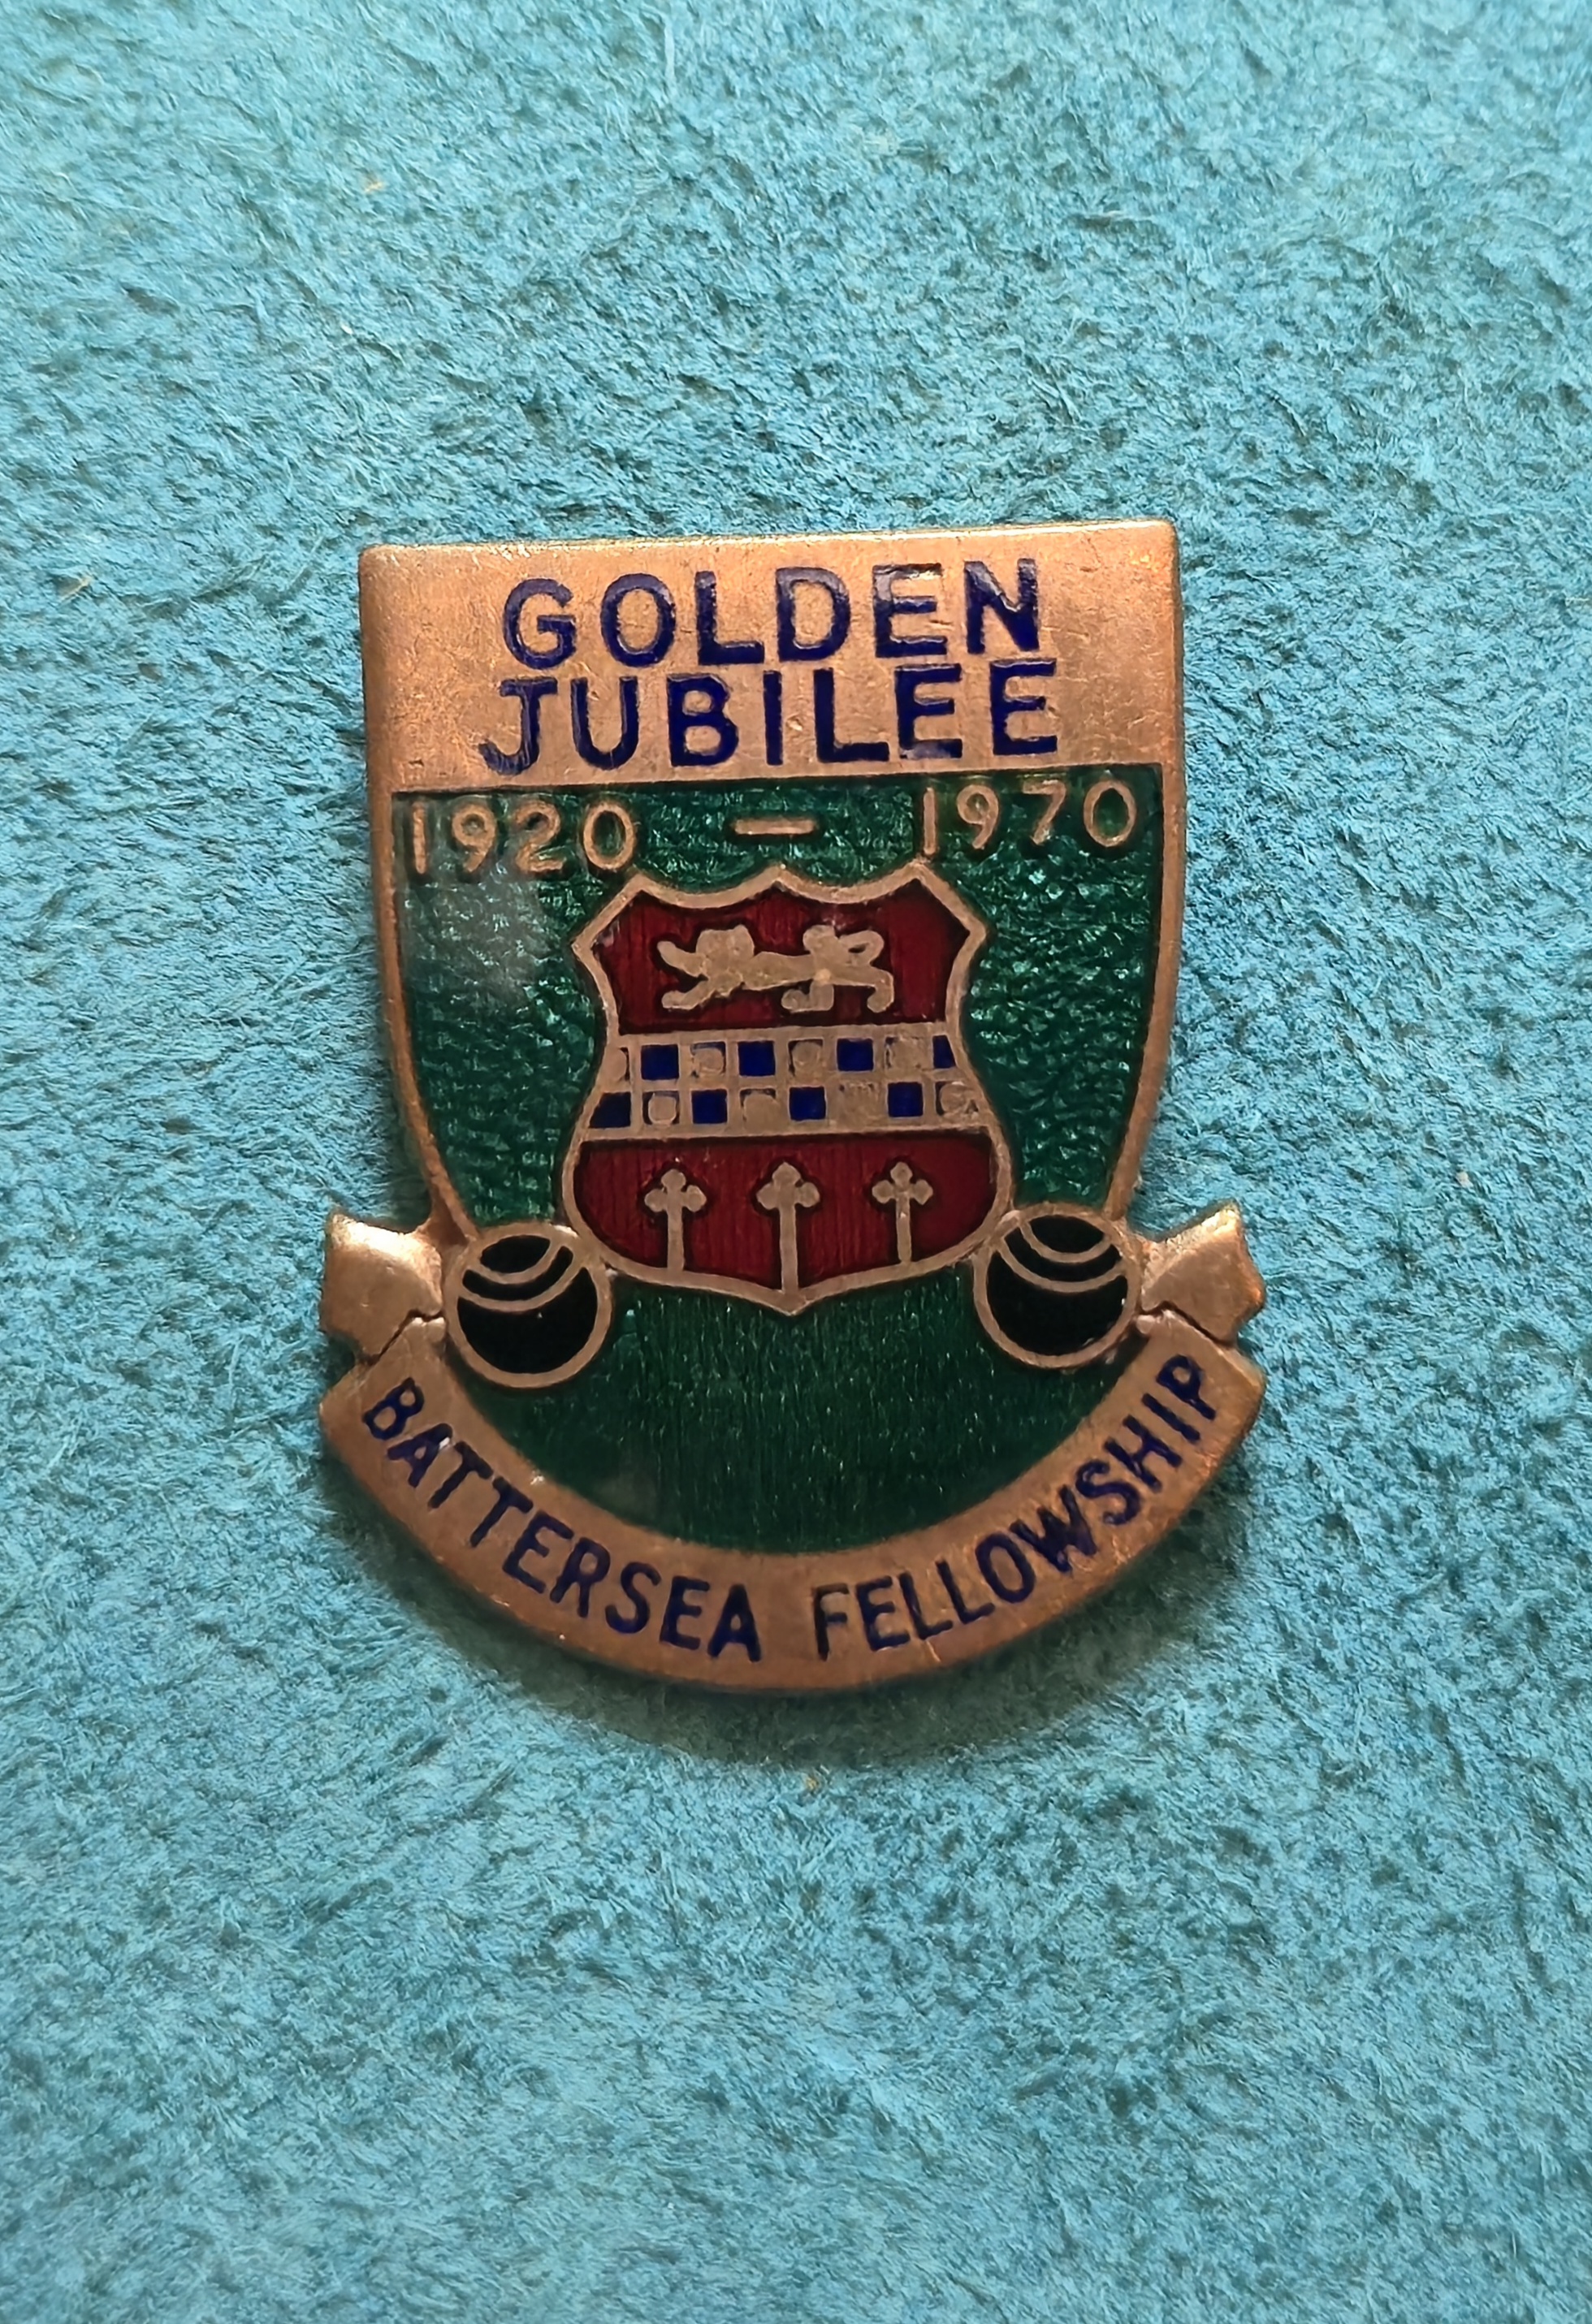 GOLDEN
JUBILEE
1920 – 1970
BATTERSEA FELLOWSHIP